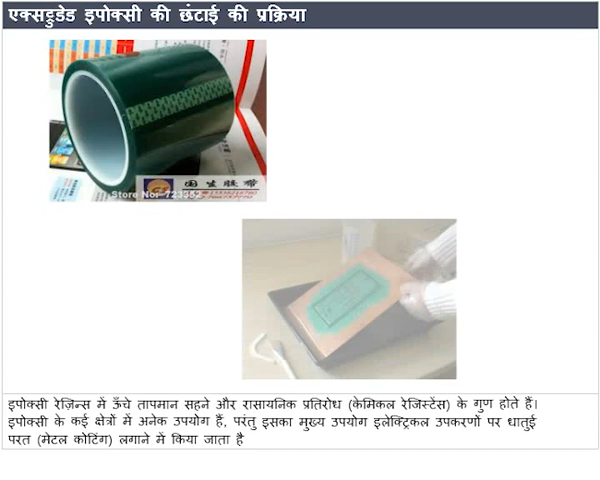 एक्सट्रुडेड इपोक्सी की छंटाई की प्रक्रिया
Store No: 723352
इपोक्सी रेज़िन्स में ऊँचे तापमान सहने और रासायनिक प्रतिरोध (केमिकल रेजिस्टेंस) के गुण होते हैं।
इपोक्सी के कई क्षेत्रों में अनेक उपयोग हैं, परंतु इसका मुख्य उपयोग इलेक्ट्रिकल उपकरणों पर धातुई
परत (मेटल कोटिंग) लगाने में किया जाता है